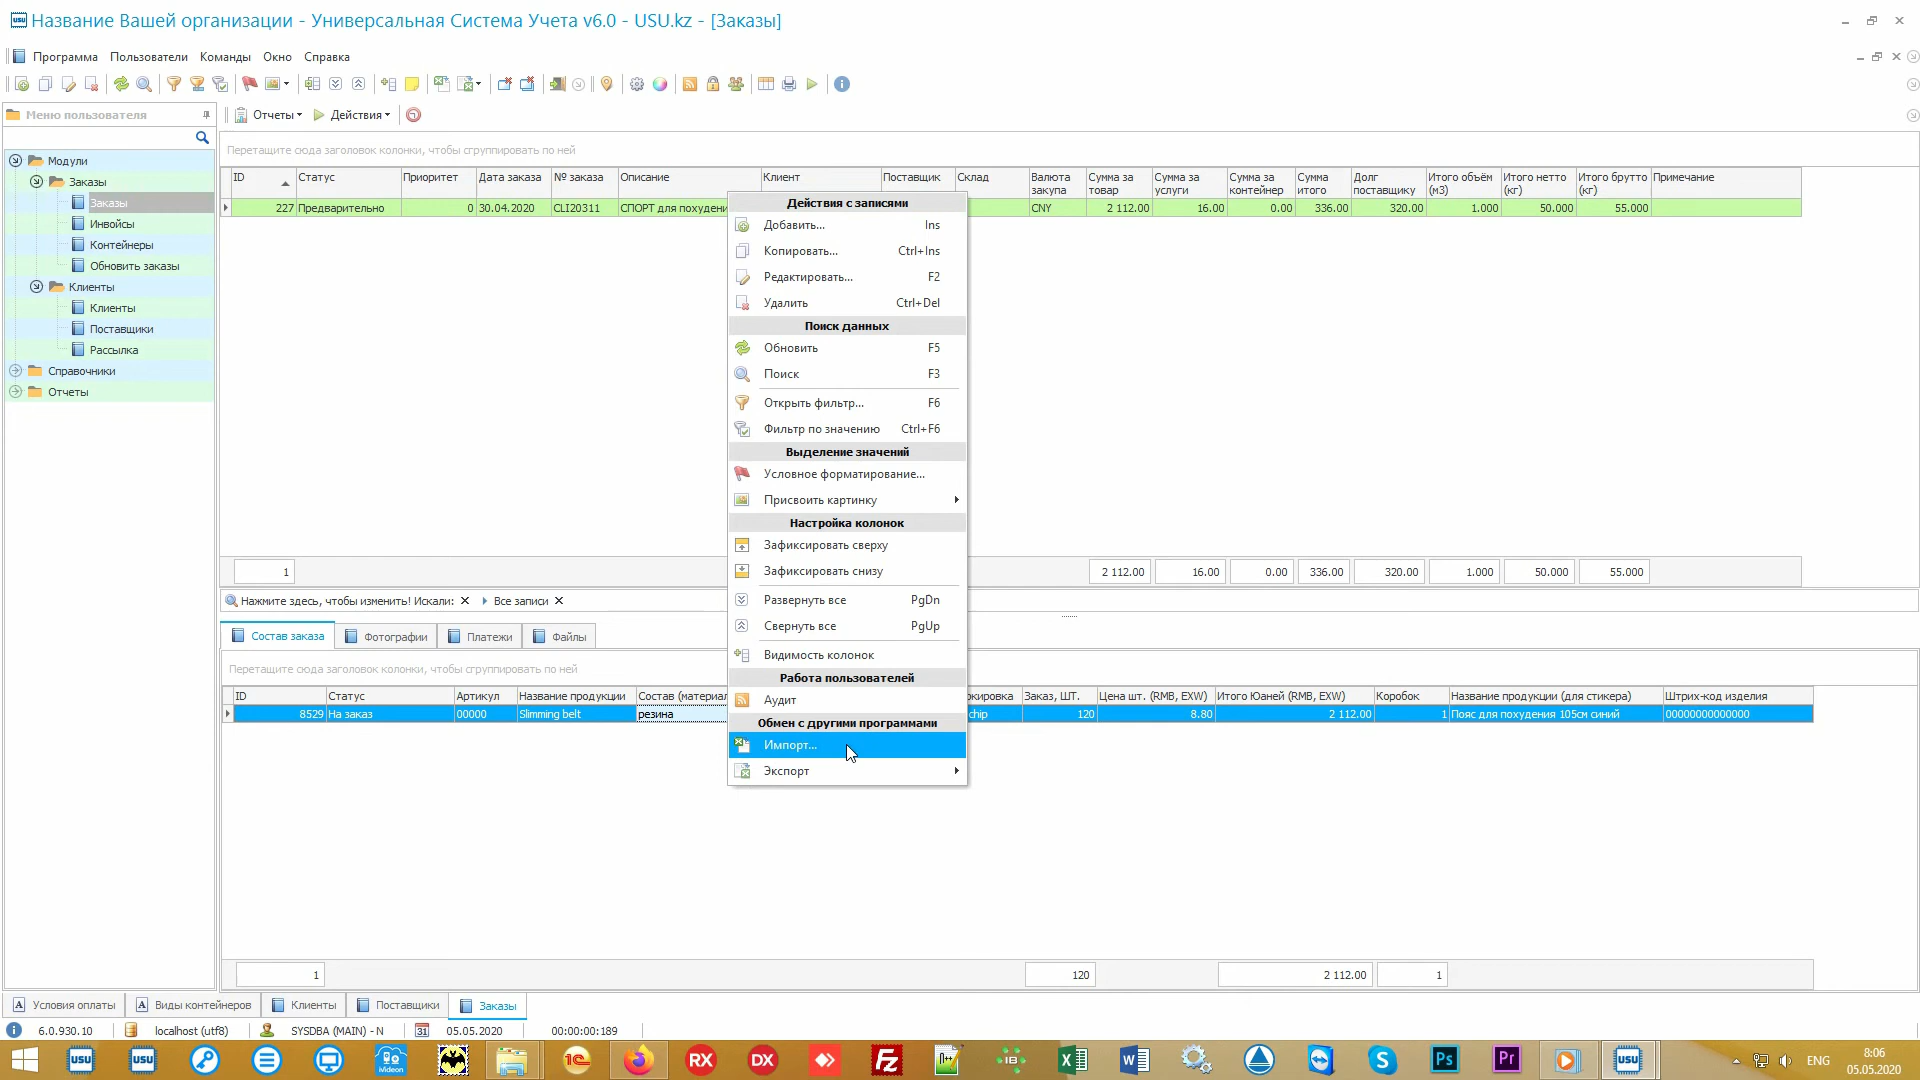 Название Вашей организации - Универсальная Система Учета v6.0 - USU.kz - [Заказы]
Программа Пользователи Команды Окно Справка
Меню пользователя
Отчеты Действия
Перетащите сюда заголовок колонки, чтобы сгруппировать по ней
Модули
Заказы
Заказы
Инвойсы
Контейнеры
Обновить заказы
Клиенты
Клиенты
Поставщики
Рассылка
Справочники
Отчеты
ID Статус Приоритет Дата заказа № заказа Описание Клиент Поставщик Склад Валюта закупа Сумма за товар Сумма за услуги Сумма за контейнер Сумма итого Долг поставщику Итого объём (м3) Итого нетто (кг) Итого брутто (кг) Примечание
227 Предварительно 0 30.04.2020 CLI20311 СПОРТ для похудени CNY 2 112.00 16.00 0.00 336.00 320.00 1.000 50.000 55.000
Действия с записями
Добавить... Ins
Копировать... Ctrl+Ins
Редактировать... F2
Удалить Ctrl+Del
Поиск данных
Обновить F5
Поиск F3
Открыть фильтр... F6
Фильтр по значению Ctrl+F6
Выделение значений
Условное форматирование...
Присвоить картинку
Настройка колонок
Зафиксировать сверху
Зафиксировать снизу
Развернуть все PgDn
Свернуть все PgUp
Видимость колонок
Работа пользователей
Аудит
Обмен с другими программами
Импорт...
Экспорт
1 2 112.00 16.00 0.00 336.00 320.00 1.000 50.000 55.000
Нажмите здесь, чтобы изменить! Искали: Все записи
Состав заказа Фотографии Платежи Файлы
Перетащите сюда заголовок колонки, чтобы сгруппировать по ней
ID Статус Артикул Название продукции Состав (материал ркировка Заказ, ШТ. Цена шт. (RMB, EXW) Итого Юаней (RMB, EXW) Коробок Название продукции (для стикера) Штрих-код изделия
8529 На заказ 00000 Slimming belt резина chip 120 8.80 2 112.00 1 Пояс для похудения 105см синий 00000000000000
1 120 2 112.00 1
Условия оплаты Виды контейнеров Клиенты Поставщики Заказы
6.0.930.10 localhost (utf8) SYSDBA (MAIN) - N 05.05.2020 00:00:00:189
USU USU ivideon 1С RX DX FZ IB Ps Pr USU ENG 8:06
05.05.2020